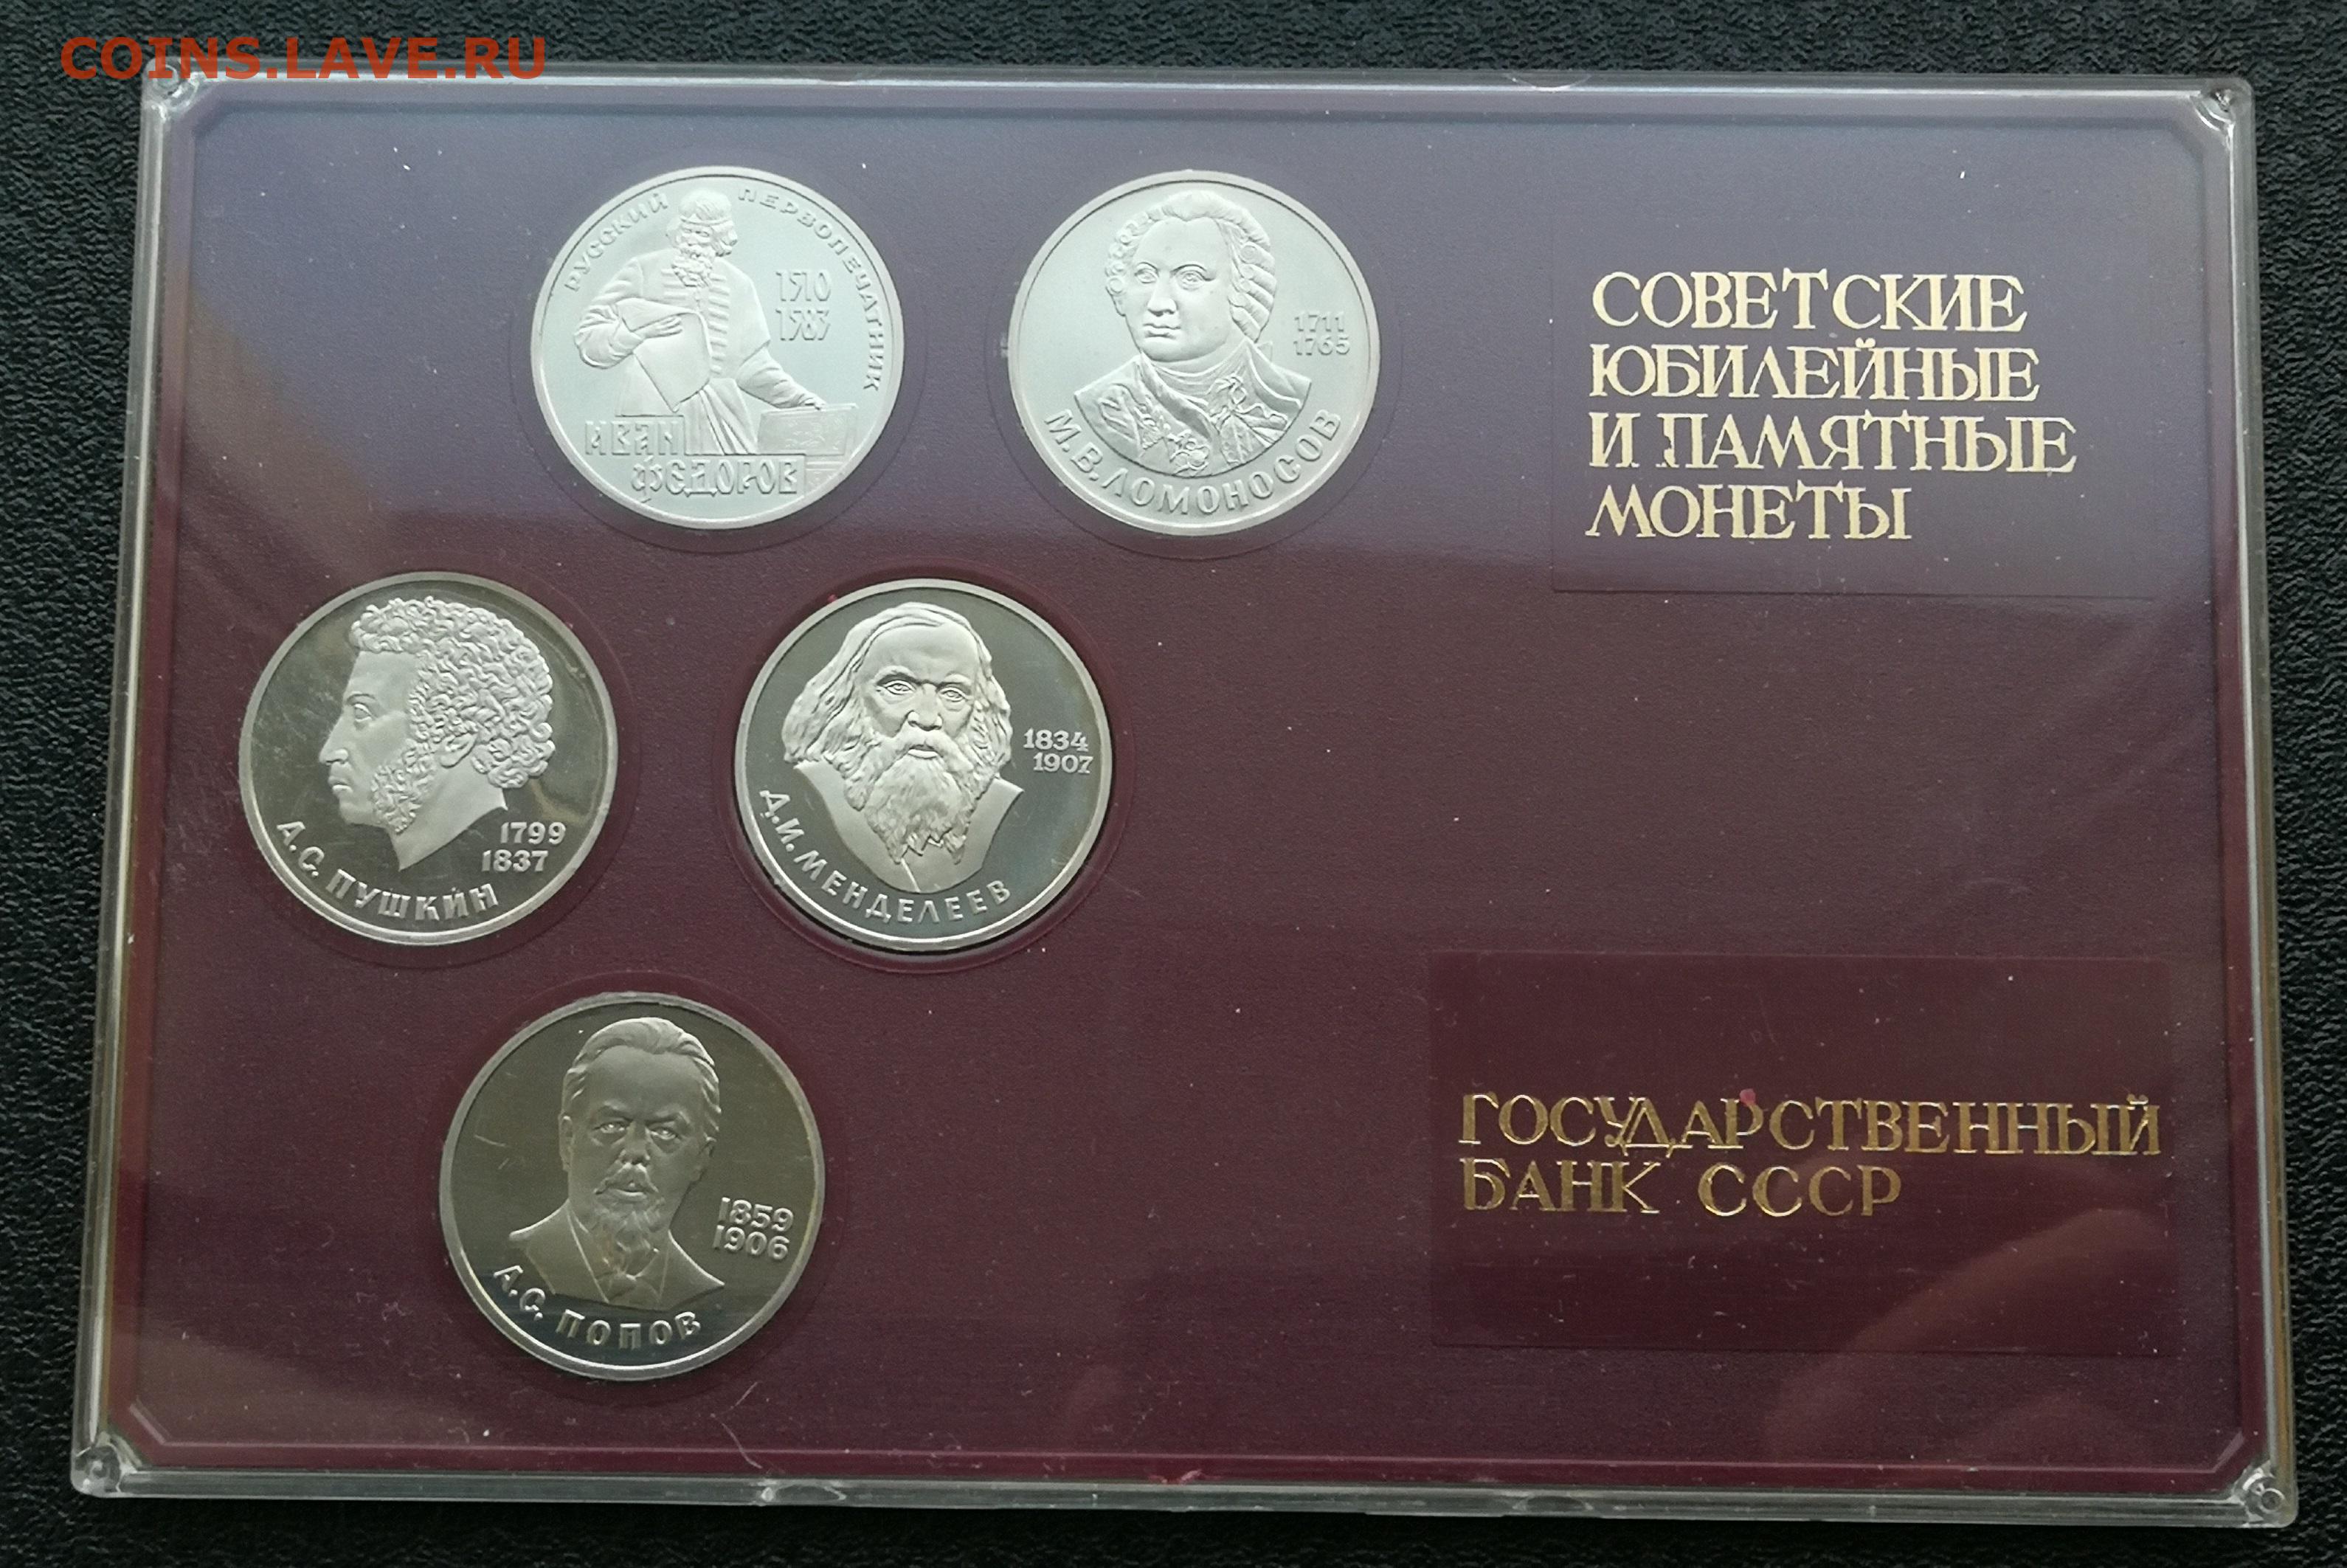 COINS.LAVE.RU
РУССКИЙ ПЕРВОПЕЧАТНИК
1510
1583
ИВАН
ФЕДОРОВ
1711
1765
М.В.ЛОМОНОСОВ
СОВЕТСКИЕ
ЮБИЛЕЙНЫЕ
И ПАМЯТНЫЕ
МОНЕТЫ
1799
1837
А.С. ПУШКИН
1834
1907
Д.И. МЕНДЕЛЕЕВ
1859
1906
А.С. ПОПОВ
ГОСУДАРСТВЕННЫЙ
БАНК СССР